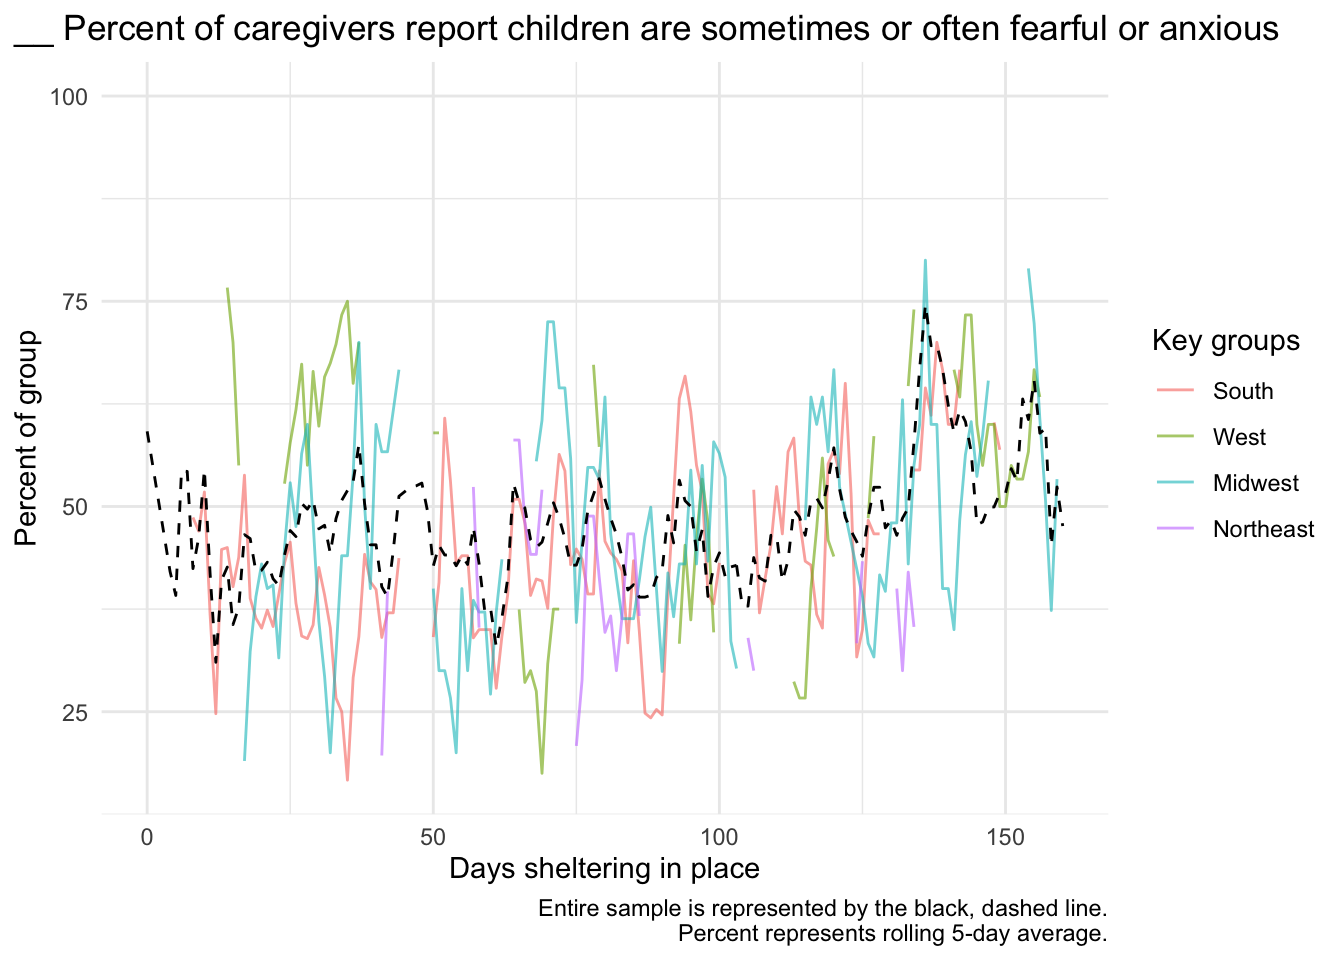 __ Percent of caregivers report children are sometimes or often fearful or anxious
100
75
50
25
Percent of group
0
50
100
150
Days sheltering in place
Key groups
South
West
Midwest
Northeast
Entire sample is represented by the black, dashed line.
Percent represents rolling 5-day average.